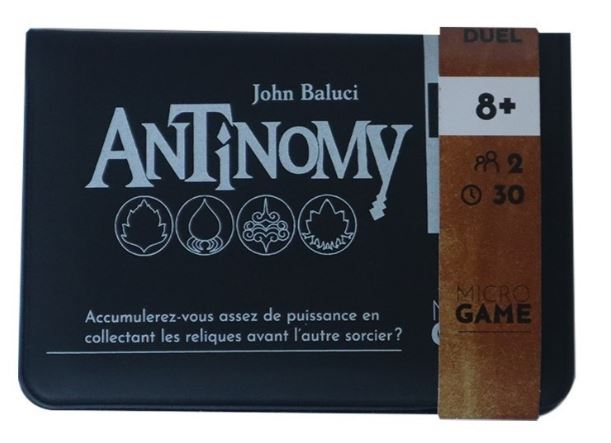 John Baluci
ANTiNOMY
Accumulerez-vous assez de puissance en
collectant les reliques avant l'autre sorcier?
DUEL
8+
2
30
MICRO
GAME